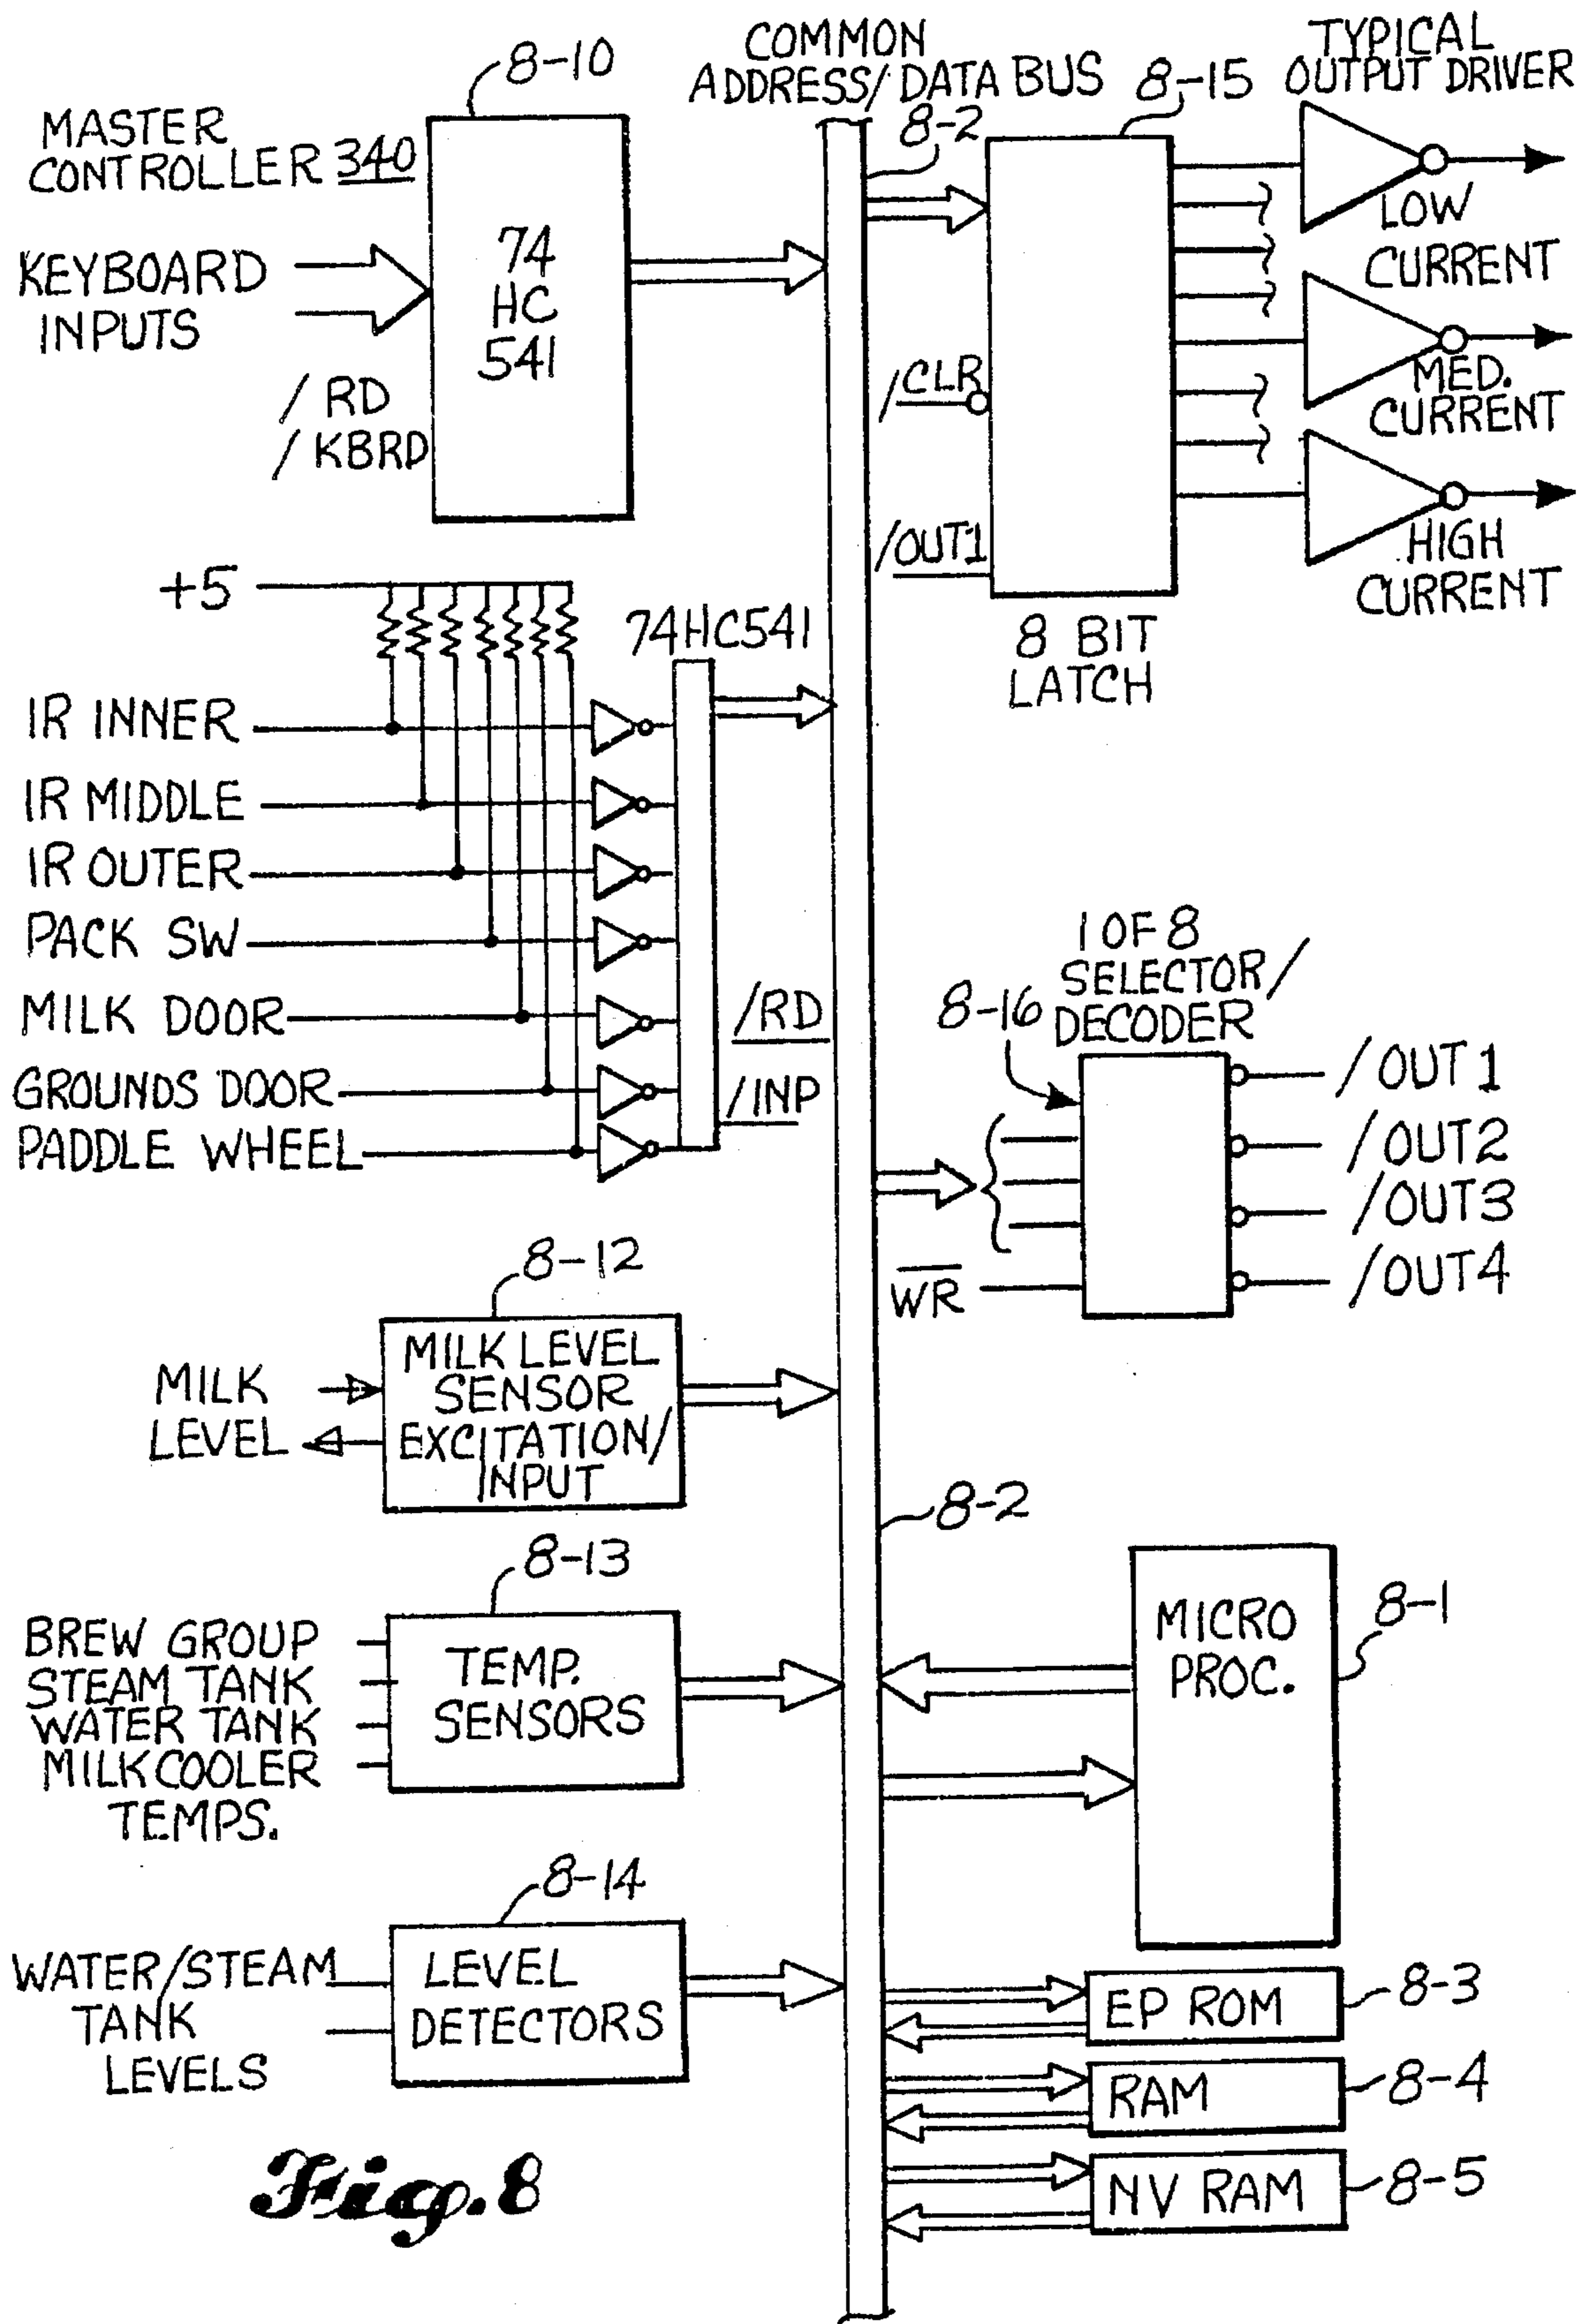 8-10
MASTER
CONTROLLER 340
74
HC
541
KEYBOARD
INPUTS
/RD
/KBRD
COMMON
ADDRESS/DATA BUS
8-2
8-15
TYPICAL
OUTPUT DRIVER
LOW
CURRENT
MED.
CURRENT
HIGH
CURRENT
/CLR
/OUT1
8 BIT
LATCH
+5
74HC541
IR INNER
IR MIDDLE
IR OUTER
PACK SW
MILK DOOR
GROUNDS DOOR
PADDLE WHEEL
/RD
/INP
1 OF 8
SELECTOR/
DECODER
8-16
/OUT1
/OUT2
/OUT3
/OUT4
WR
8-12
MILK
LEVEL
MILK LEVEL
SENSOR
EXCITATION/
INPUT
8-2
8-13
BREW GROUP
STEAM TANK
WATER TANK
MILK COOLER
TEMPS.
TEMP.
SENSORS
MICRO
PROC.
8-1
8-14
WATER/STEAM
TANK
LEVELS
LEVEL
DETECTORS
EP ROM
8-3
RAM
8-4
NV RAM
8-5
Fig. 8